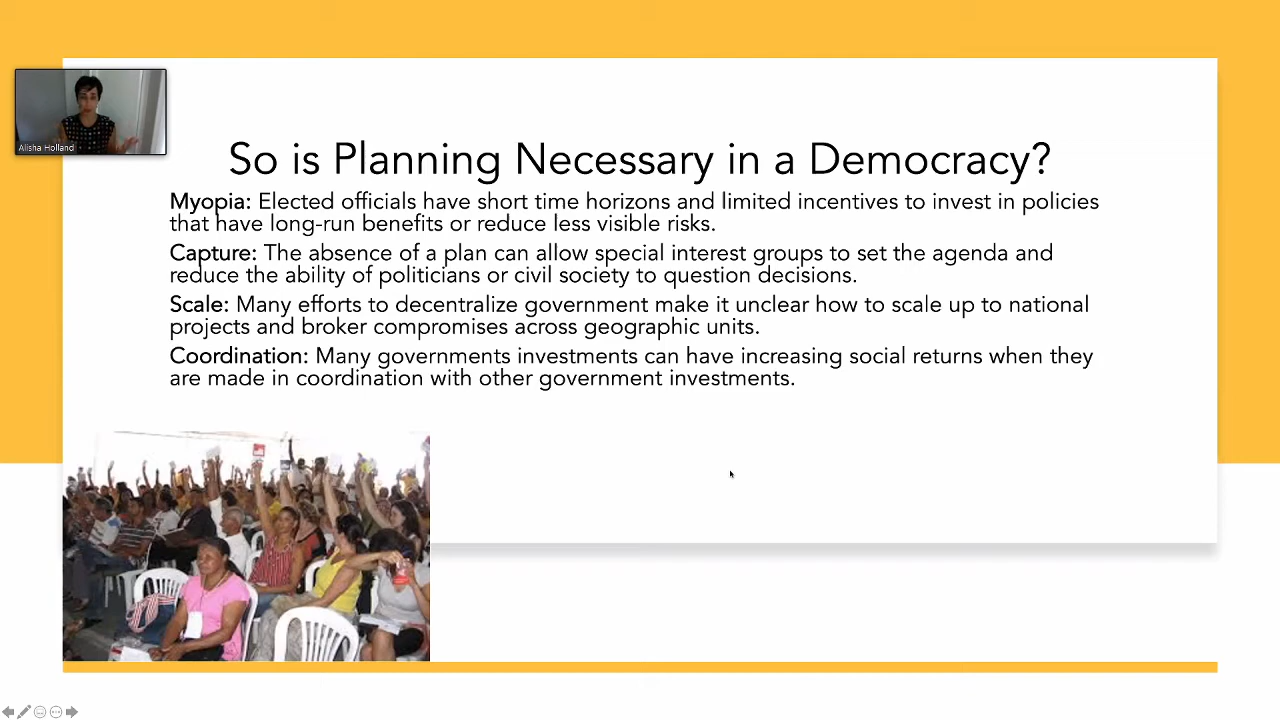 Alisha Holland
So is Planning Necessary in a Democracy?
Myopia: Elected officials have short time horizons and limited incentives to invest in policies
that have long-run benefits or reduce less visible risks.
Capture: The absence of a plan can allow special interest groups to set the agenda and
reduce the ability of politicians or civil society to question decisions.
Scale: Many efforts to decentralize government make it unclear how to scale up to national
projects and broker compromises across geographic units.
Coordination: Many governments investments can have increasing social returns when they
are made in coordination with other government investments.